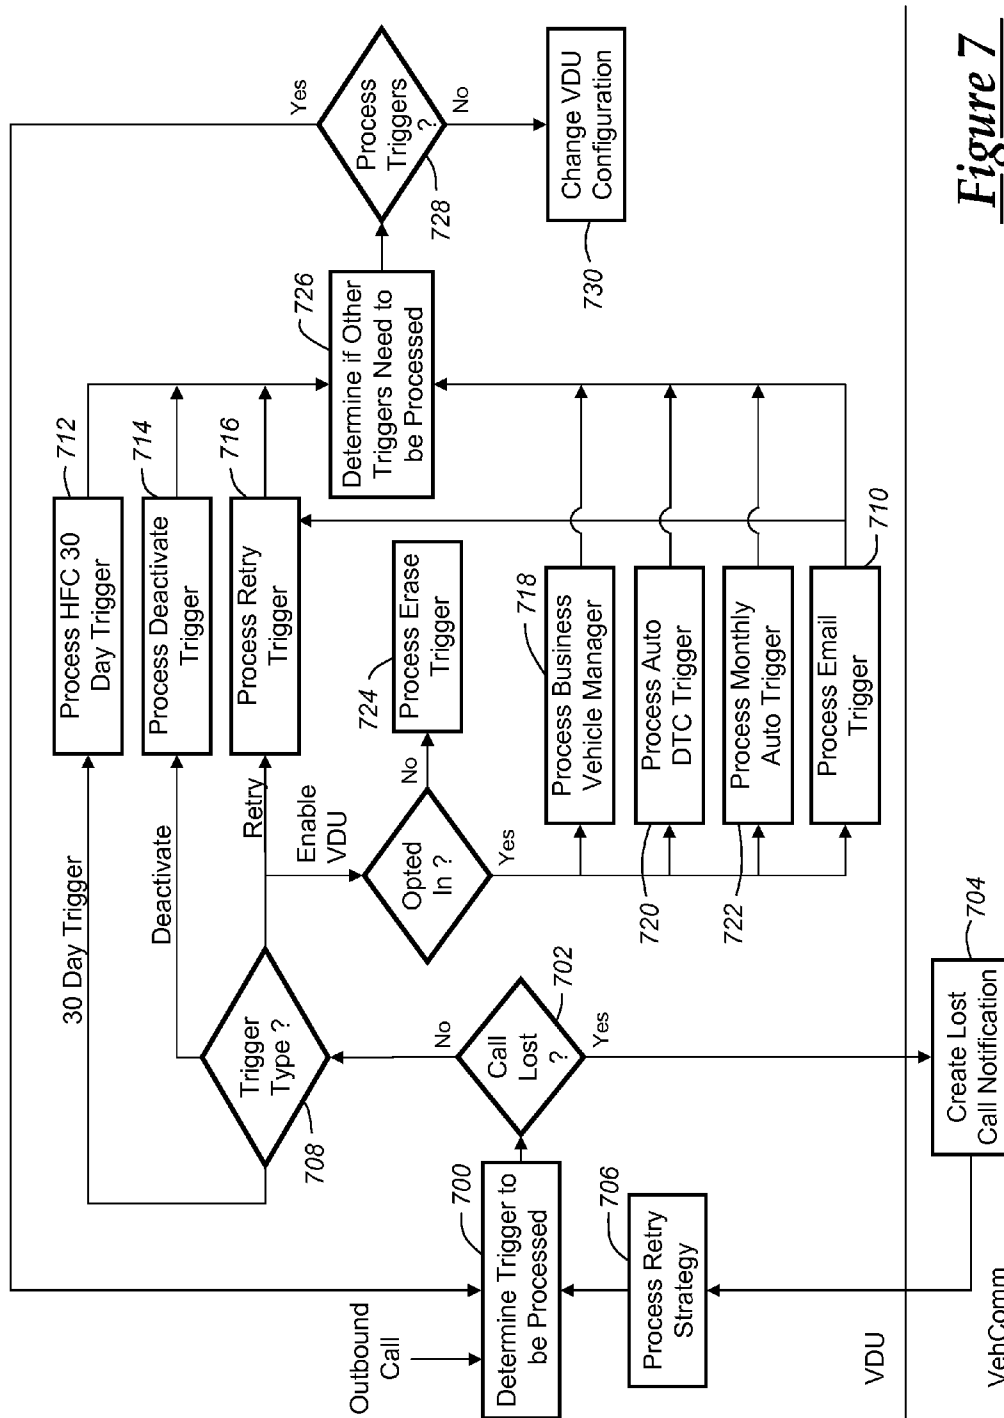 Outbound
Call
700
Determine Trigger to
be Processed
706
Process Retry
Strategy
VDU
VehComm
702
Call
Lost
?
No
Yes
704
Create Lost
Call Notification
708
Trigger
Type ?
30 Day Trigger
Deactivate
Retry
Enable
VDU
Opted
In ?
No
Yes
712
Process HFC 30
Day Trigger
714
Process Deactivate
Trigger
716
Process Retry
Trigger
724
Process Erase
Trigger
718
Process Business
Vehicle Manager
720
Process Auto
DTC Trigger
722
Process Monthly
Auto Trigger
710
Process Email
Trigger
726
Determine if Other
Triggers Need to
be Processed
728
Process
Triggers
?
Yes
No
730
Change VDU
Configuration
Figure 7